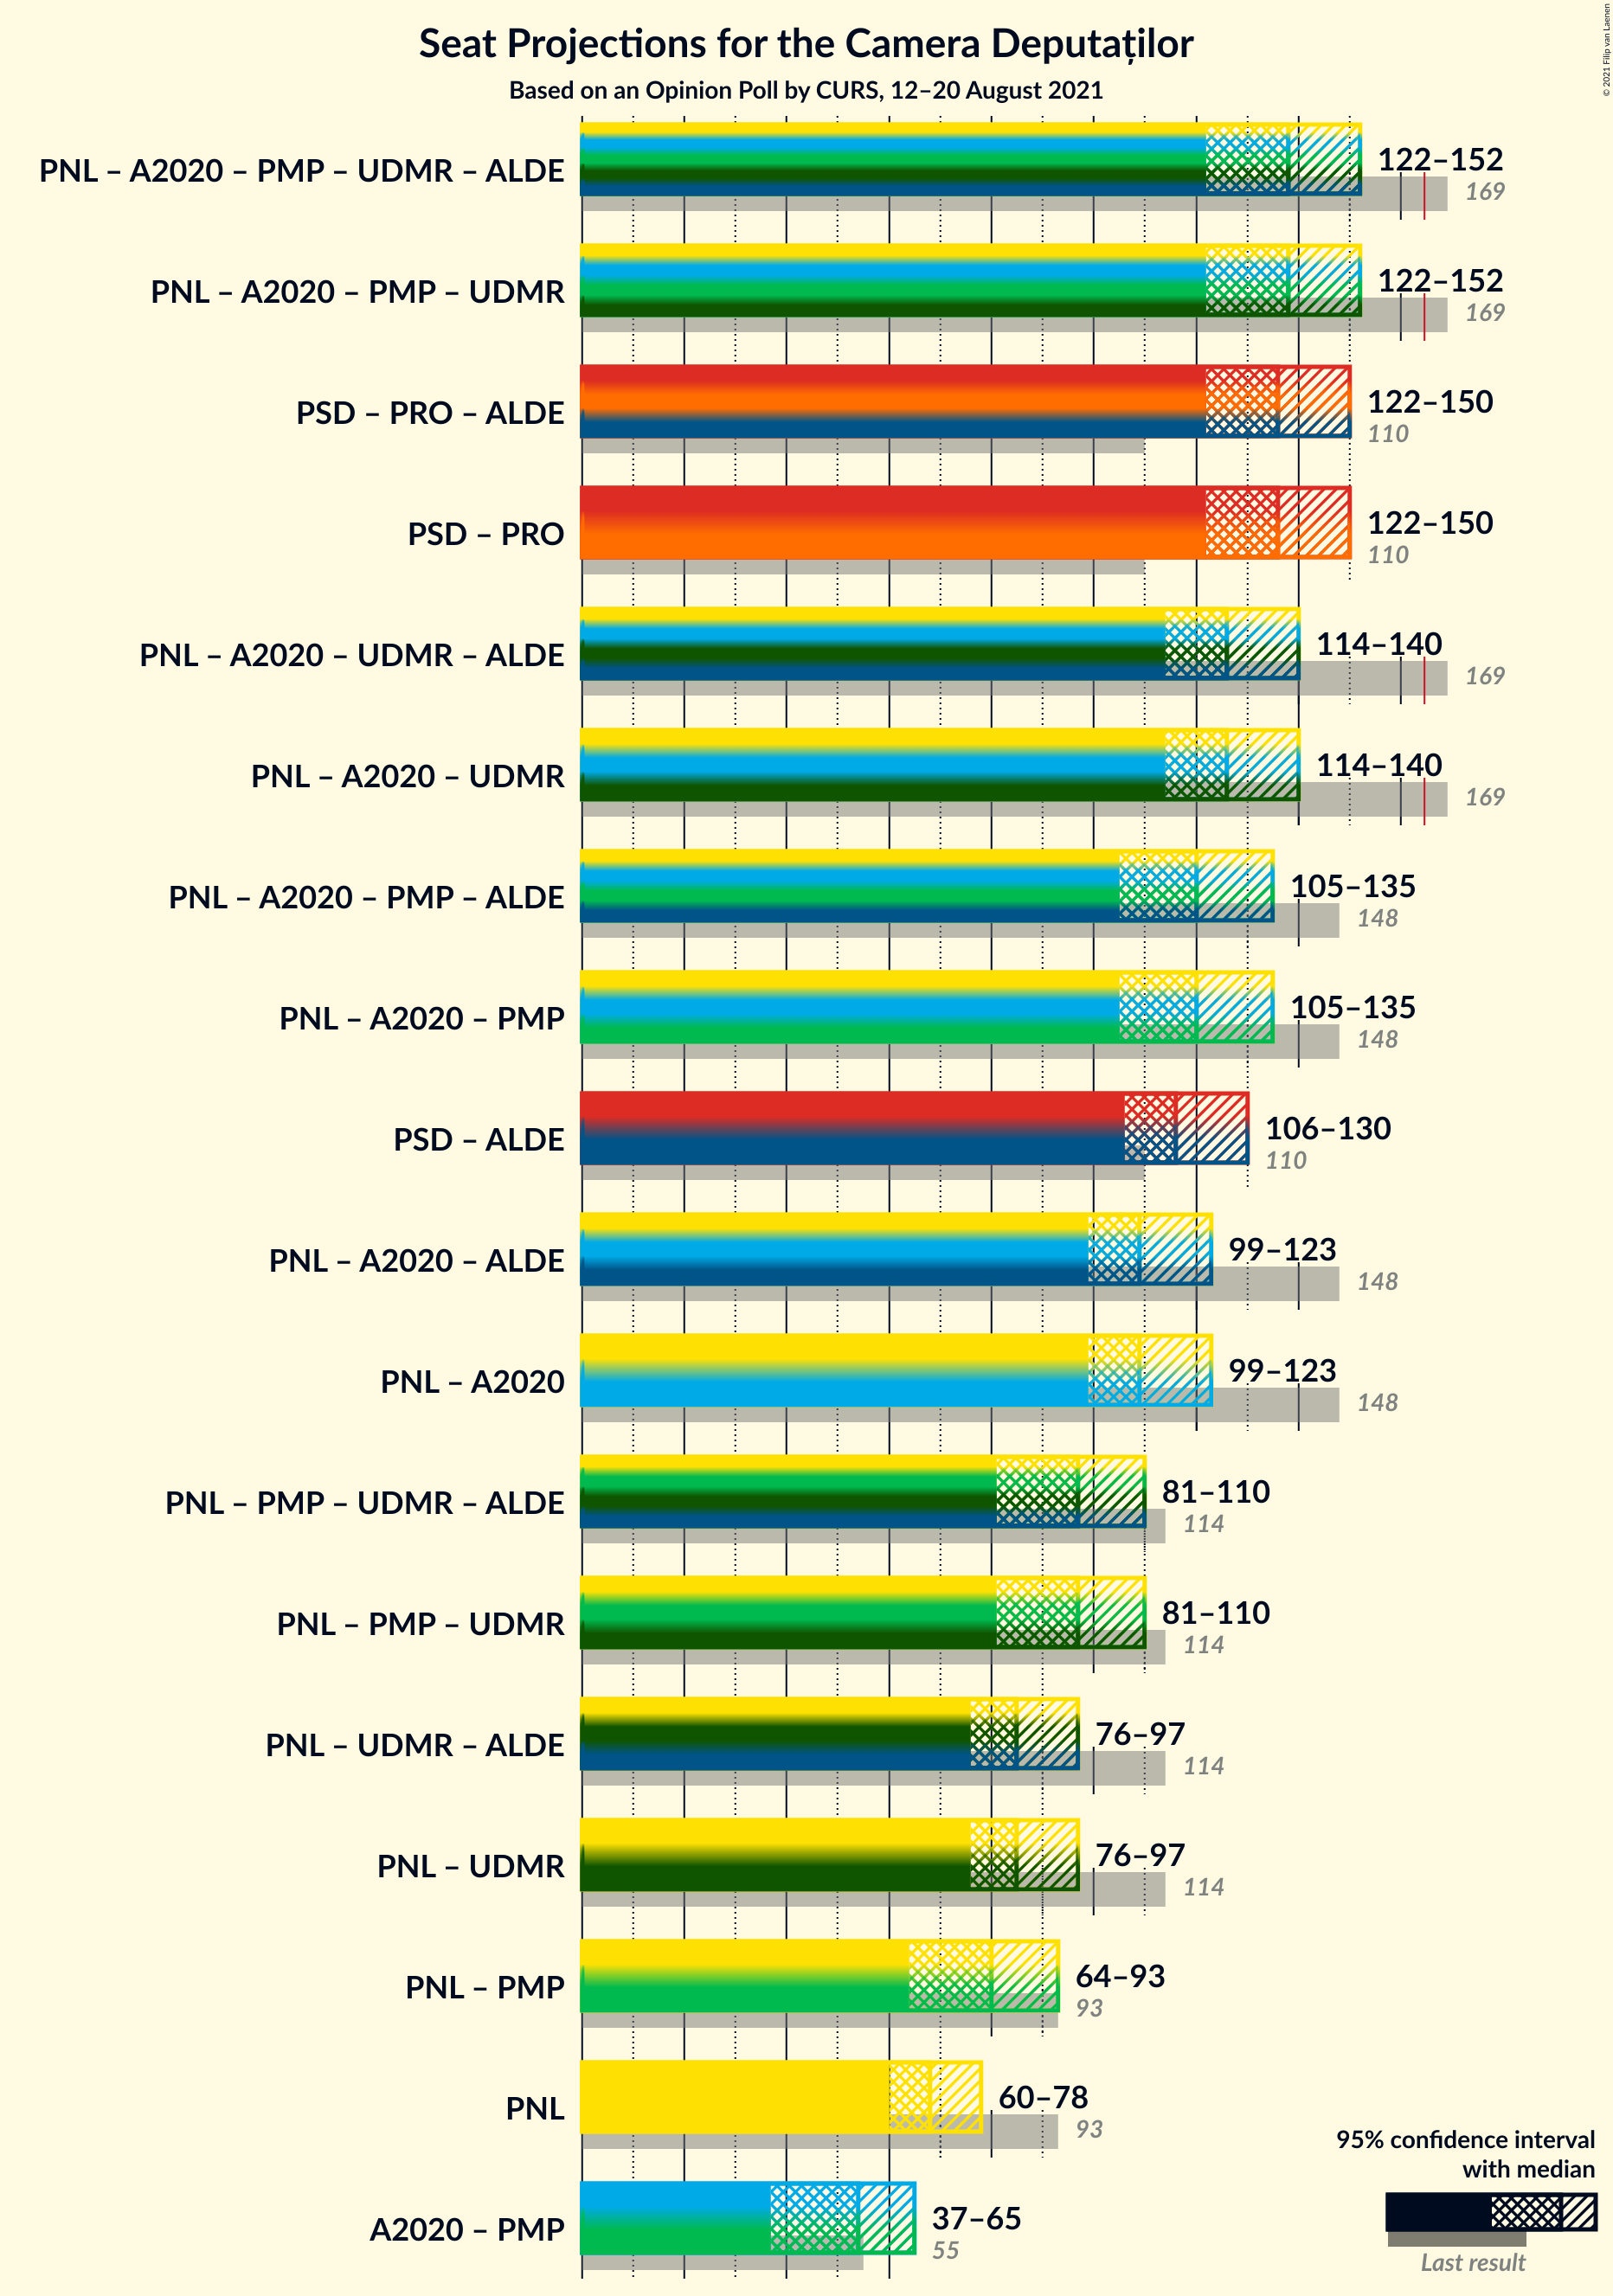 Seat Projections for the Camera Deputaților
Based on an Opinion Poll by CURS, 12–20 August 2021
© 2021 Filip van Laenen
PNL – A2020 – PMP – UDMR – ALDE
122–152
169
PNL – A2020 – PMP – UDMR
122–152
169
PSD – PRO – ALDE
122–150
110
PSD – PRO
122–150
110
PNL – A2020 – UDMR – ALDE
114–140
169
PNL – A2020 – UDMR
114–140
169
PNL – A2020 – PMP – ALDE
105–135
148
PNL – A2020 – PMP
105–135
148
PSD – ALDE
106–130
110
PNL – A2020 – ALDE
99–123
148
PNL – A2020
99–123
148
PNL – PMP – UDMR – ALDE
81–110
114
PNL – PMP – UDMR
81–110
114
PNL – UDMR – ALDE
76–97
114
PNL – UDMR
76–97
114
PNL – PMP
64–93
93
PNL
60–78
93
A2020 – PMP
37–65
55
95% confidence interval
with median
Last result